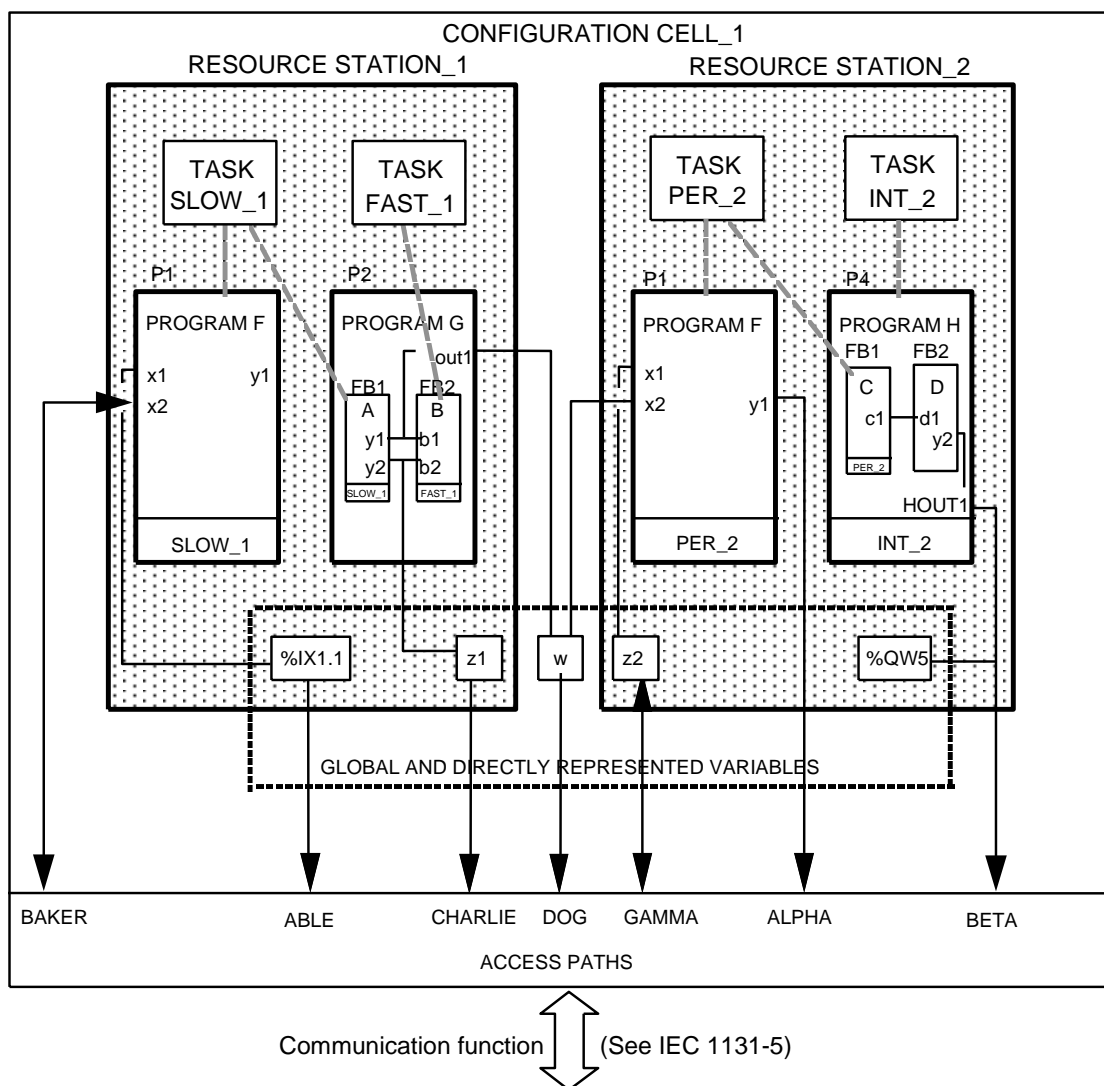 CONFIGURATION CELL_1
RESOURCE STATION_1
RESOURCE STATION_2
TASK
SLOW_1
TASK
FAST_1
TASK
PER_2
TASK
INT_2
P1
P2
P1
P4
PROGRAM F
x1
y1
x2
SLOW_1
PROGRAM G
out1
FB1
FB2
A
B
y1
b1
y2
b2
SLOW_1
FAST_1
PROGRAM F
x1
x2
y1
PER_2
PROGRAM H
FB1
FB2
C
D
c1
d1
y2
PER_2
HOUT1
INT_2
%IX1.1
z1
w
z2
%QW5
GLOBAL AND DIRECTLY REPRESENTED VARIABLES
BAKER
ABLE
CHARLIE
DOG
GAMMA
ALPHA
BETA
ACCESS PATHS
Communication function
(See IEC 1131-5)